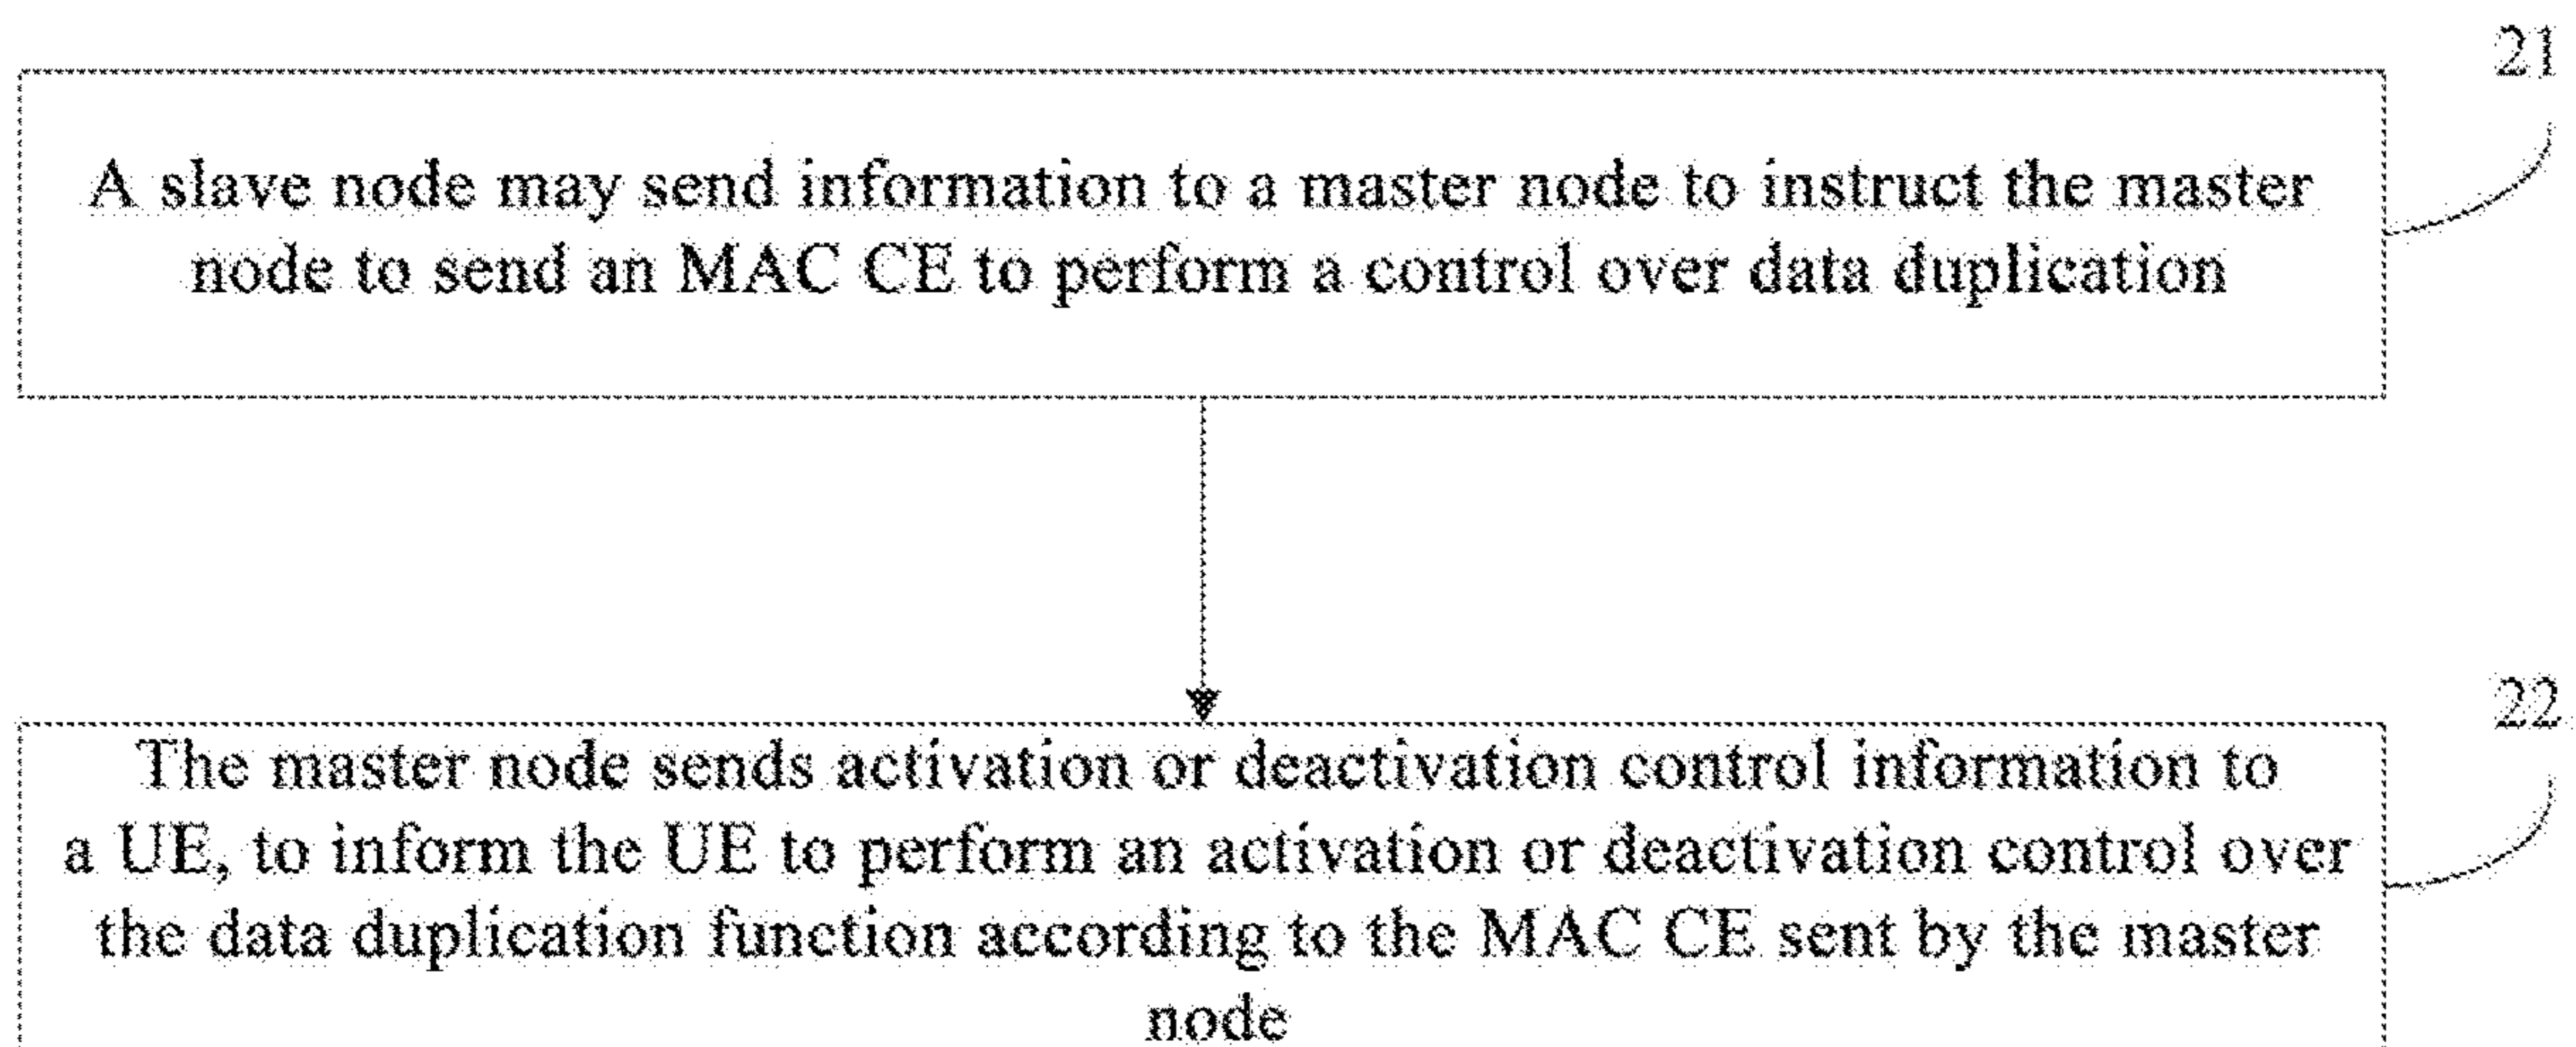 21
A slave node may send information to a master node to instruct the master
node to send an MAC CE to perform a control over data duplication
22
The master node sends activation or deactivation control information to
a UE, to inform the UE to perform an activation or deactivation control over
the data duplication function according to the MAC CE sent by the master
node